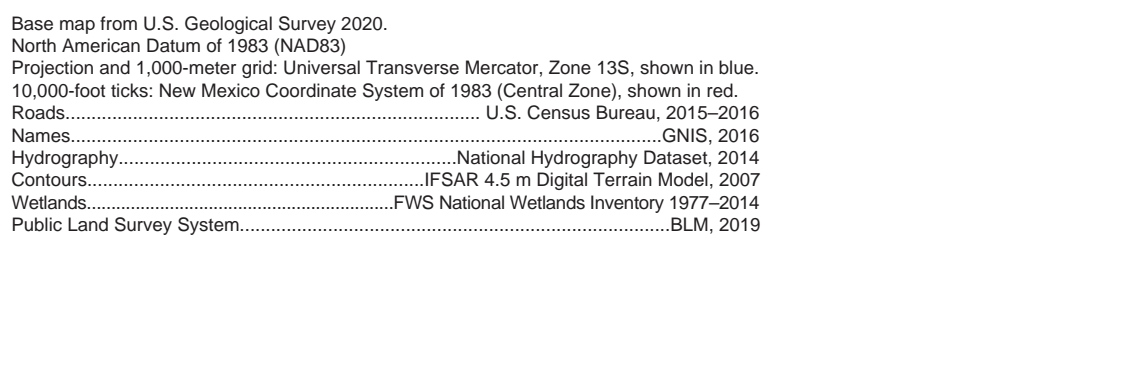 Base map from U.S. Geological Survey 2020.
North American Datum of 1983 (NAD83)
Projection and 1,000-meter grid: Universal Transverse Mercator, Zone 13S, shown in blue.
10,000-foot ticks: New Mexico Coordinate System of 1983 (Central Zone), shown in red.
Roads............................................................................... U.S. Census Bureau, 2015–2016
Names.................................................................................................................GNIS, 2016
Hydrography.................................................................National Hydrography Dataset, 2014
Contours................................................................IFSAR 4.5 m Digital Terrain Model, 2007
Wetlands...........................................................FWS National Wetlands Inventory 1977–2014
Public Land Survey System..................................................................................BLM, 2019